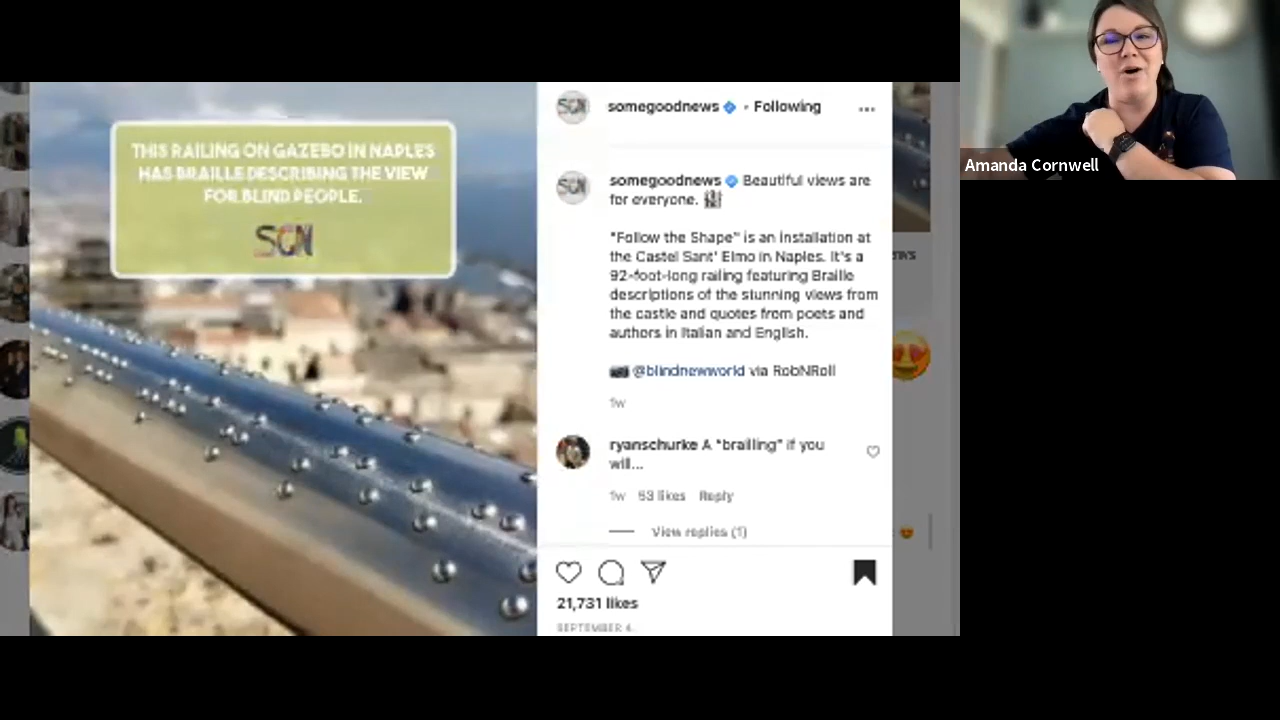 THIS RAILING ON GAZEBO IN NAPLES
HAS BRAILLE DESCRIBING THE VIEW
FOR BLIND PEOPLE.
SGN
SGN
somegoodnews • Following
SGN
somegoodnews Beautiful views are
for everyone.
"Follow the Shape" is an installation at
the Castel Sant' Elmo in Naples. It's a
92-foot-long railing featuring Braille
descriptions of the stunning views from
the castle and quotes from poets and
authors in Italian and English.
@blindnewworld via RobNRoll
1w
ryanschurke A "brailling" if you
will...
1w 53 likes Reply
View replies (1)
21,731 likes
SEPTEMBER 4
Amanda Cornwell